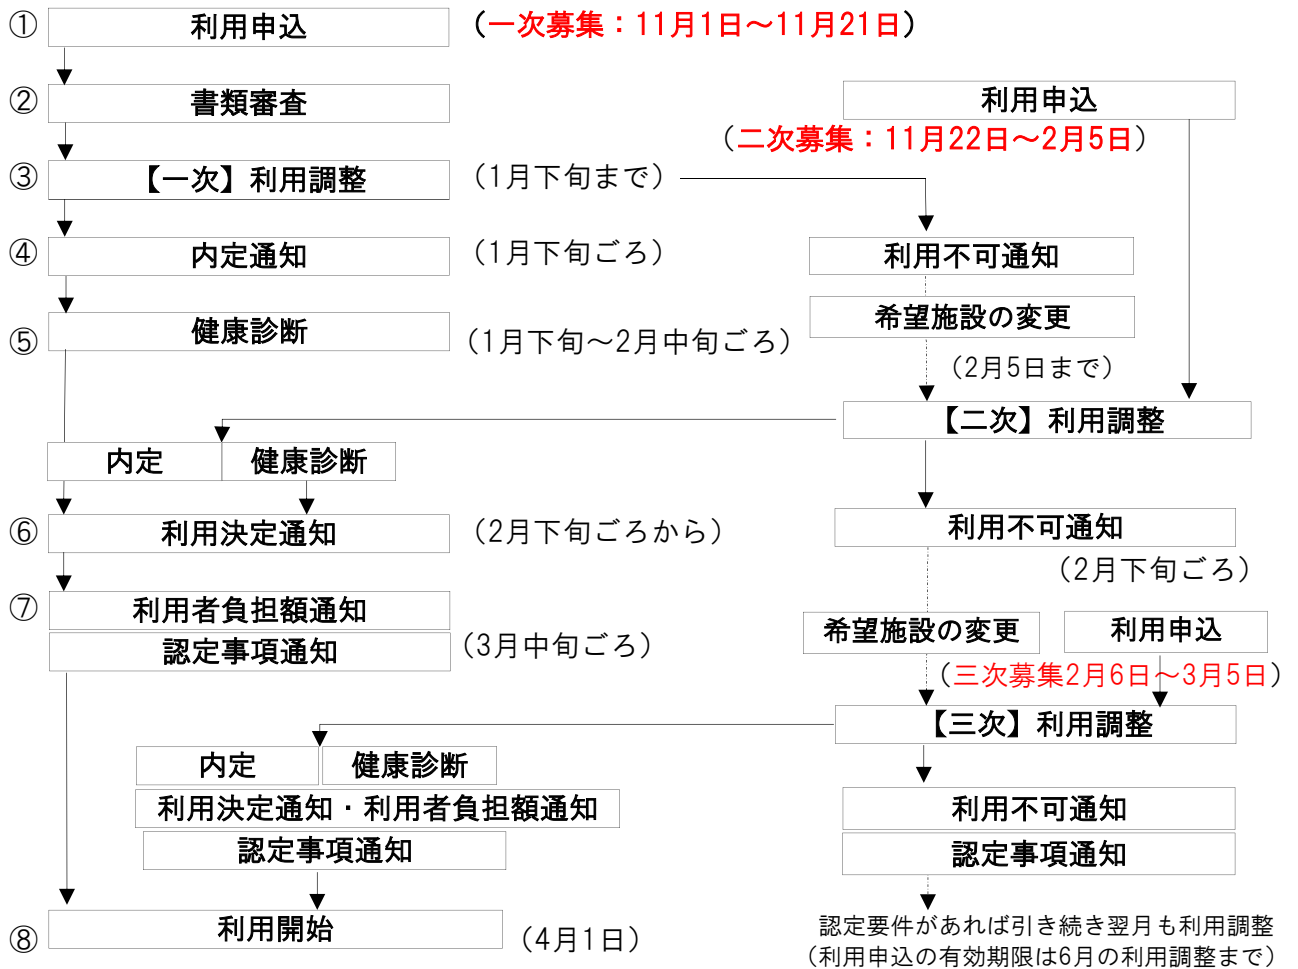 ① 利用申込 (一次募集：11月1日～11月21日)
② 書類審査
利用申込
（二次募集：11月22日～2月5日）
③ 【一次】利用調整 （1月下旬まで）
④ 内定通知 （1月下旬ごろ）
利用不可通知
希望施設の変更
⑤ 健康診断 （1月下旬～2月中旬ごろ）
（2月5日まで）
【二次】利用調整
内定 健康診断
⑥ 利用決定通知 （2月下旬ごろから）
利用不可通知
（2月下旬ごろ）
⑦ 利用者負担額通知
認定事項通知 （3月中旬ごろ）
希望施設の変更 利用申込
（三次募集2月6日～3月5日）
【三次】利用調整
内定 健康診断
利用決定通知・利用者負担額通知
認定事項通知
利用不可通知
認定事項通知
⑧ 利用開始 （4月1日）
認定要件があれば引き続き翌月も利用調整
（利用申込の有効期限は6月の利用調整まで）